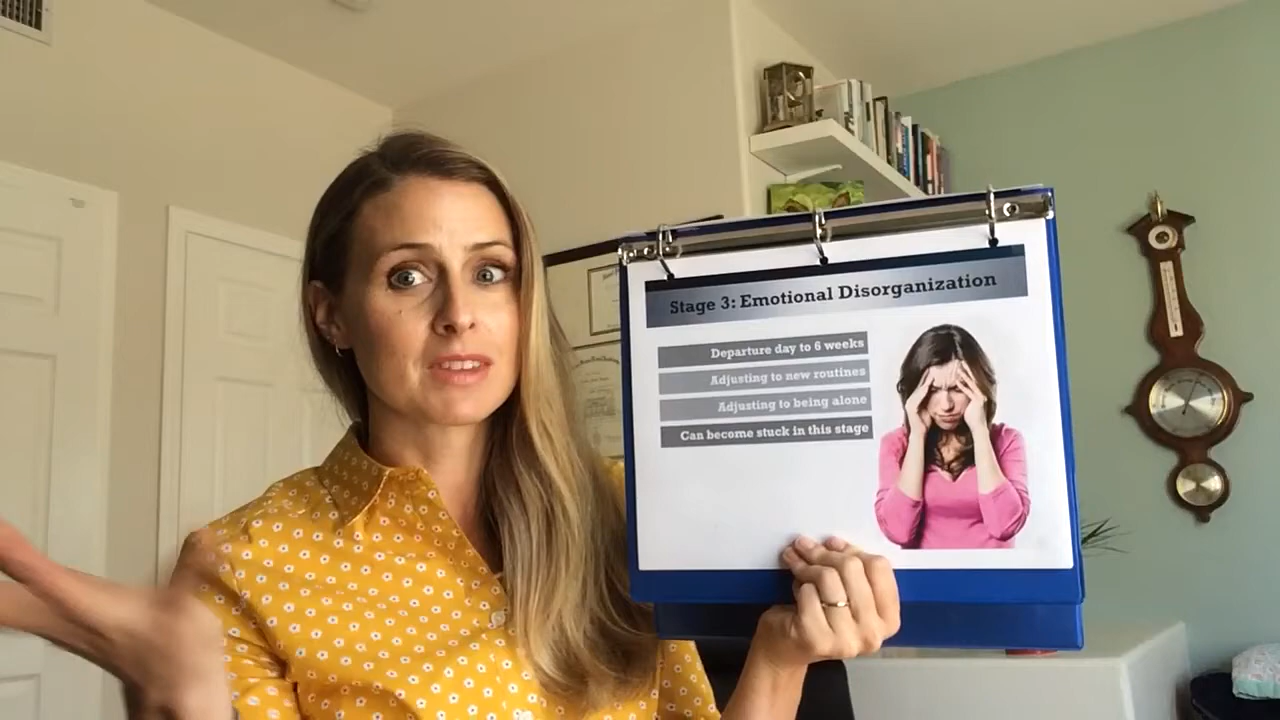 Stage 3: Emotional Disorganization
Departure day to 6 weeks
Adjusting to new routines
Adjusting to being alone
Can become stuck in this stage